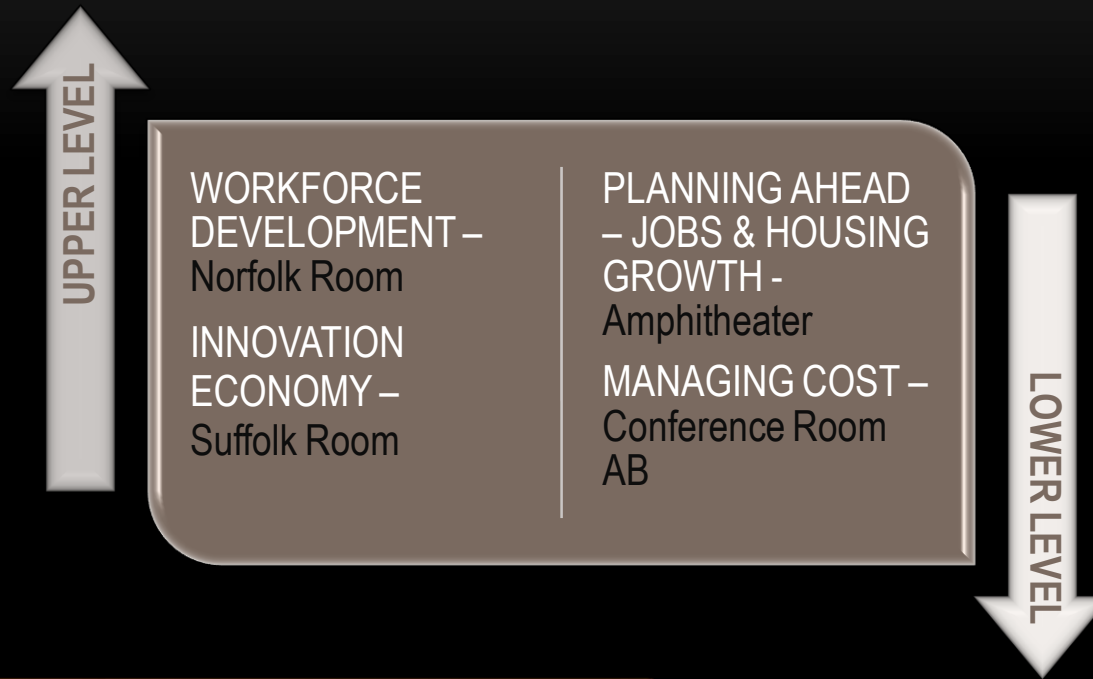 UPPER LEVEL
WORKFORCE
DEVELOPMENT –
Norfolk Room
INNOVATION
ECONOMY –
Suffolk Room
PLANNING AHEAD
– JOBS & HOUSING
GROWTH -
Amphitheater
MANAGING COST –
Conference Room
AB
LOWER LEVEL